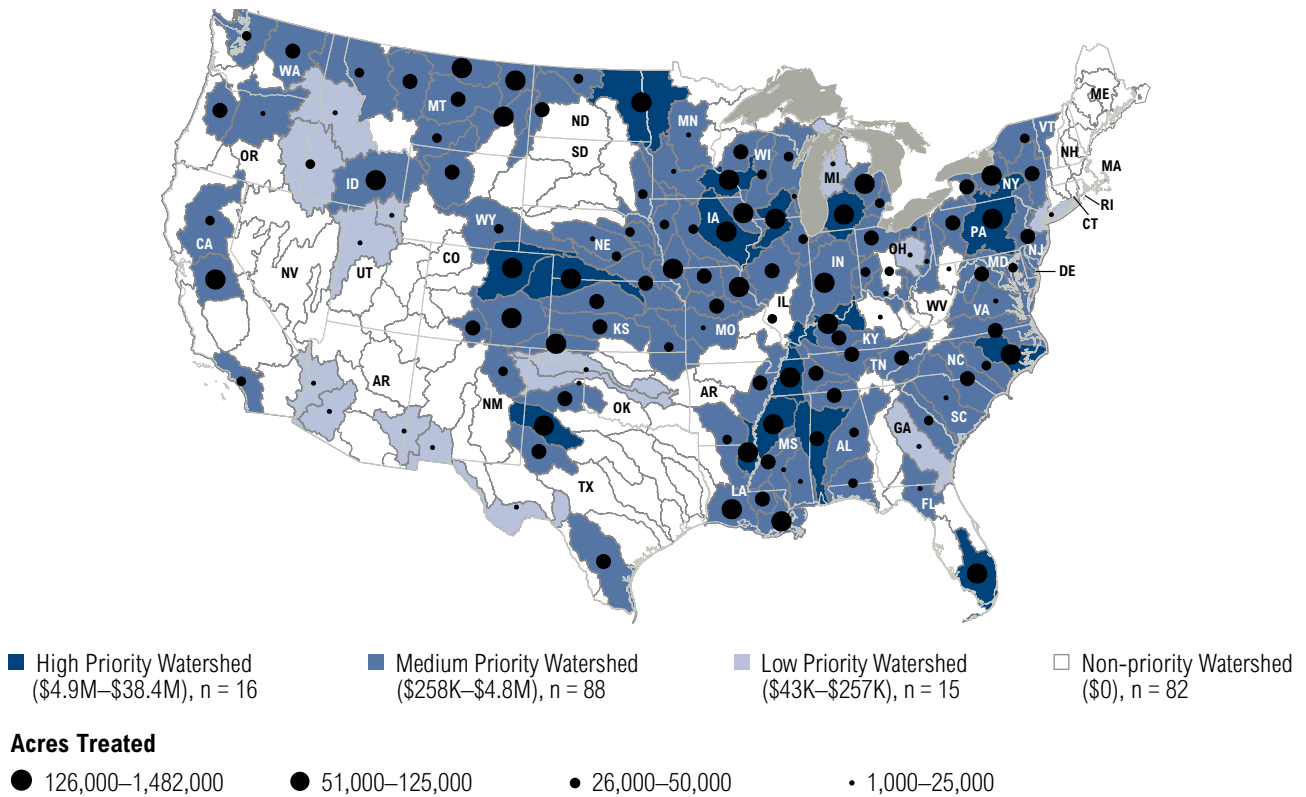 WA
MT
ND
MN
VT
ME
NH
MA
OR
ID
SD
WI
MI
NY
RI
CT
WY
IA
PA
CA
NE
OH
NJ
NV
UT
CO
IN
MD
DE
IL
WV
KS
MO
KY
VA
AR
TN
NC
NM
OK
AR
SC
MS
AL
GA
TX
LA
FL
High Priority Watershed
($4.9M–$38.4M), n = 16
Medium Priority Watershed
($258K–$4.8M), n = 88
Low Priority Watershed
($43K–$257K), n = 15
Non-priority Watershed
($0), n = 82
Acres Treated
126,000–1,482,000
51,000–125,000
26,000–50,000
1,000–25,000